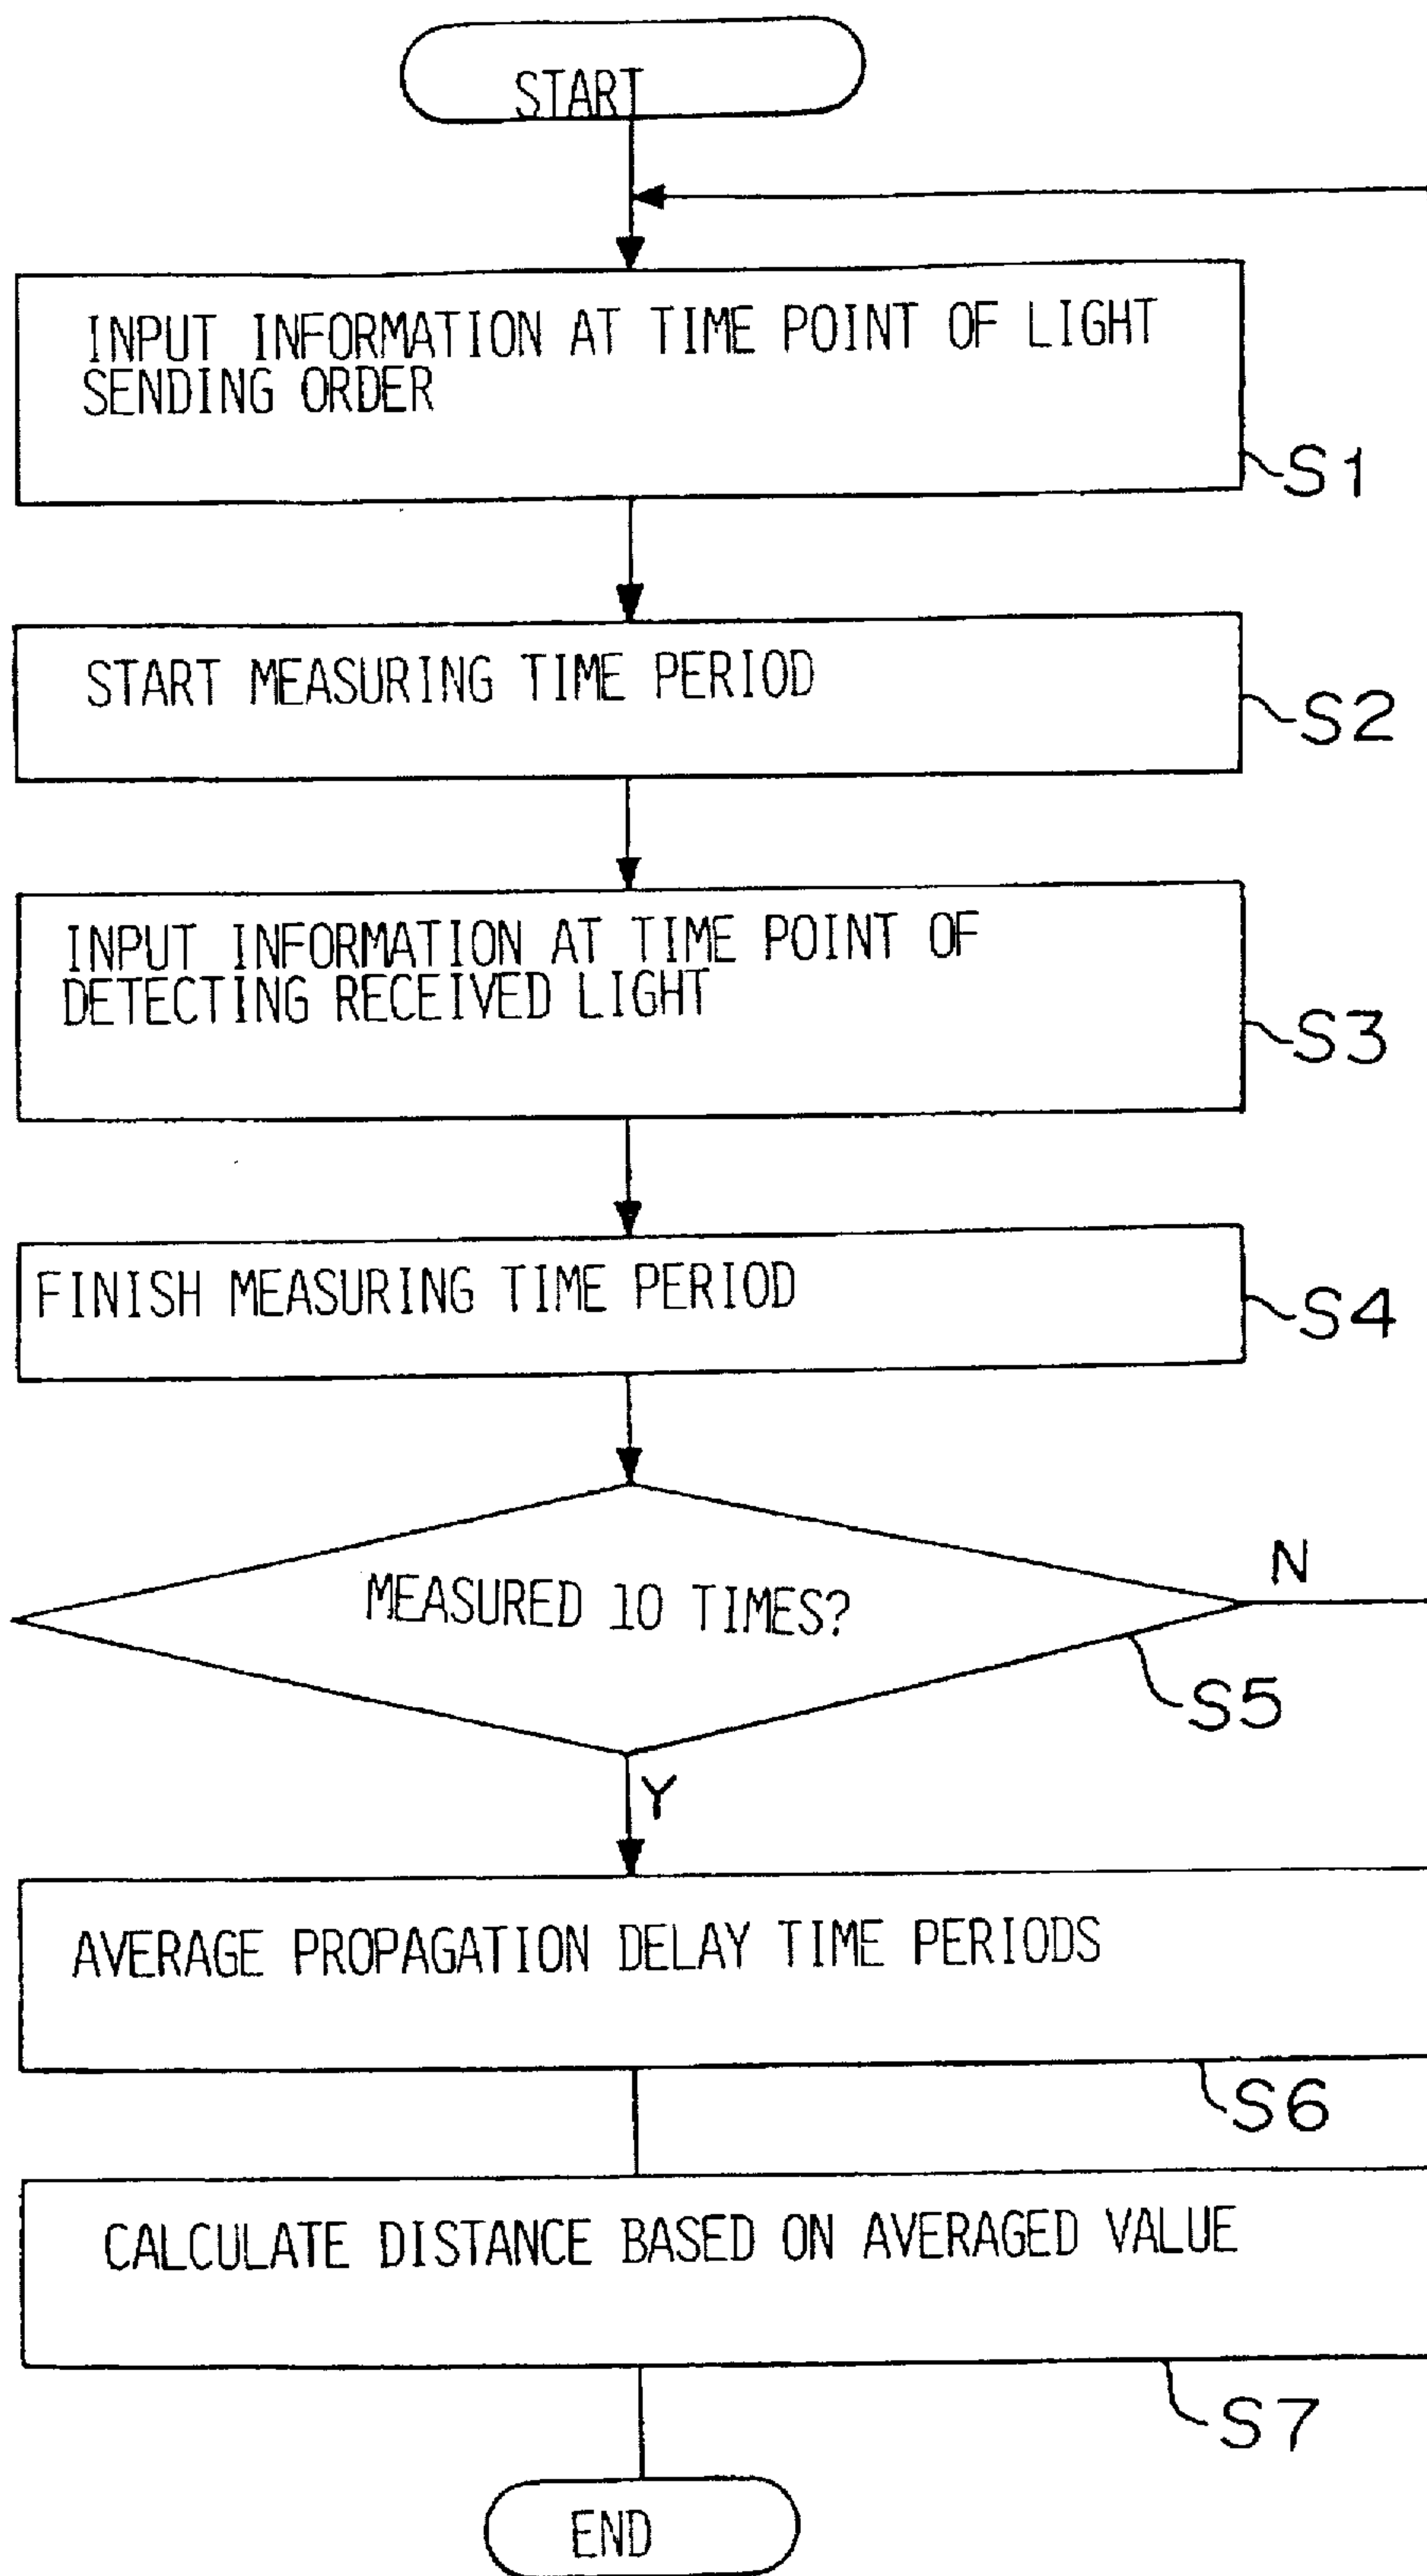 START
INPUT INFORMATION AT TIME POINT OF LIGHT
SENDING ORDER
S1
START MEASURING TIME PERIOD
S2
INPUT INFORMATION AT TIME POINT OF
DETECTING RECEIVED LIGHT
S3
FINISH MEASURING TIME PERIOD
S4
MEASURED 10 TIMES?
N
S5
Y
AVERAGE PROPAGATION DELAY TIME PERIODS
S6
CALCULATE DISTANCE BASED ON AVERAGED VALUE
S7
END